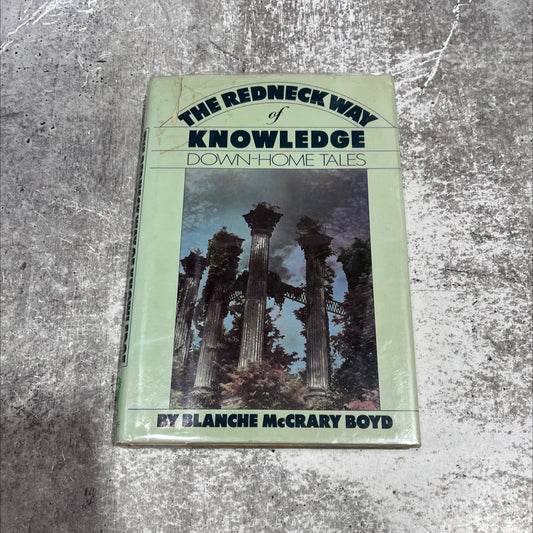 THE REDNECK WAY
of
KNOWLEDGE
DOWN-HOME TALES
BY BLANCHE McCRARY BOYD